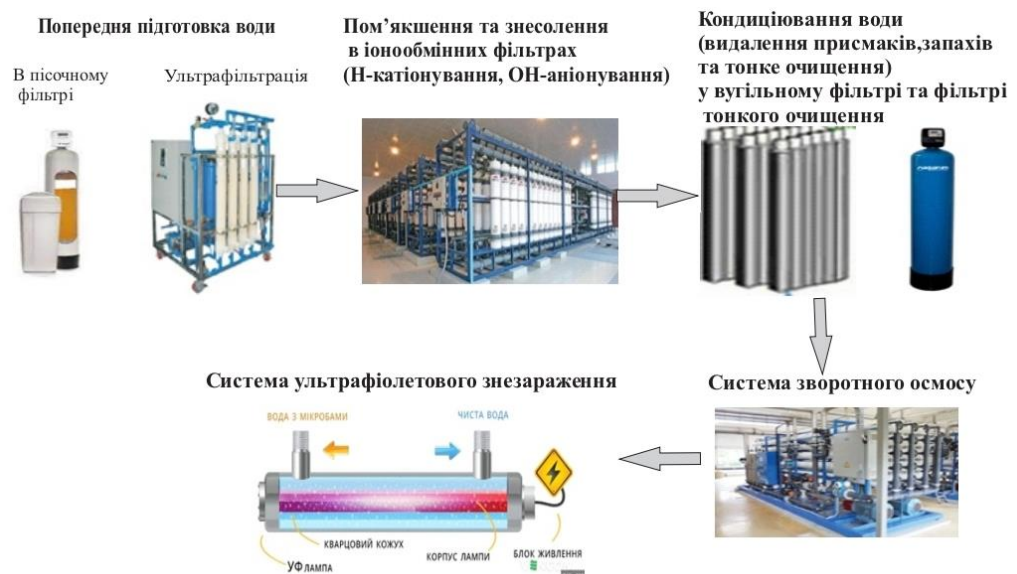 Попередня підготовка води
В пісочному
фільтрі
Ультрафільтрація
Пом’якшення та знесолення
в іонообмінних фільтрах
(Н-катіонування, ОН-аніонування)
Кондиціювання води
(видалення присмаків,запахів
та тонке очищення)
у вугільному фільтрі та фільтрі
тонкого очищення
Система зворотного осмосу
Система ультрафіолетового знезараження
ВОДА З МІКРОБАМИ
ЧИСТА ВОДА
КВАРЦОВИЙ КОЖУХ
КОРПУС ЛАМПИ
БЛОК ЖИВЛЕННЯ
УФ ЛАМПА